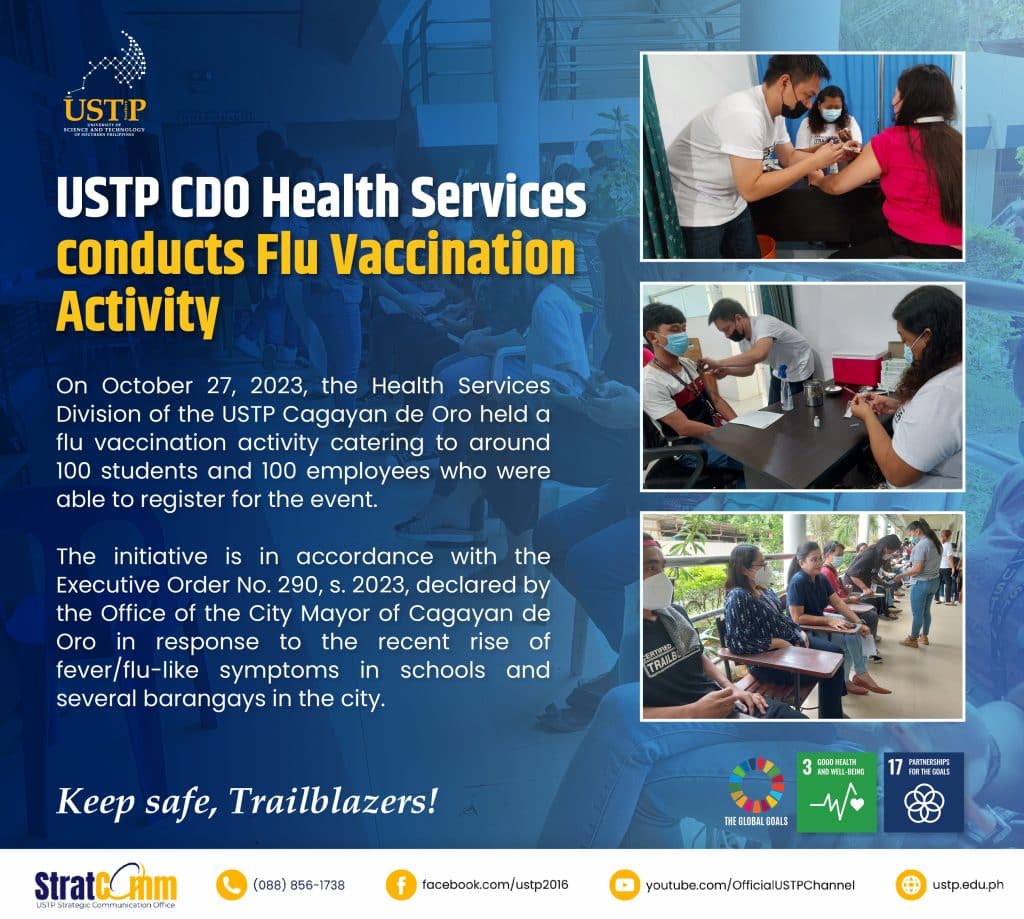 USTP
UNIVERSITY OF
SCIENCE AND TECHNOLOGY
OF SOUTHERN PHILIPPINES
USTP CDO Health Services
conducts Flu Vaccination
Activity
On October 27, 2023, the Health Services
Division of the USTP Cagayan de Oro held a
flu vaccination activity catering to around
100 students and 100 employees who were
able to register for the event.
The initiative is in accordance with the
Executive Order No. 290, s. 2023, declared by
the Office of the City Mayor of Cagayan de
Oro in response to the recent rise of
fever/flu-like symptoms in schools and
several barangays in the city.
Keep safe, Trailblazers!
CERTIFIED
THE GLOBAL GOALS
3 GOOD HEALTH
AND WELL-BEING
17 PARTNERSHIPS
FOR THE GOALS
StratComm
USTP Strategic Communication Office
(088) 856-1738
facebook.com/ustp2016
youtube.com/OfficialUSTPChannel
ustp.edu.ph